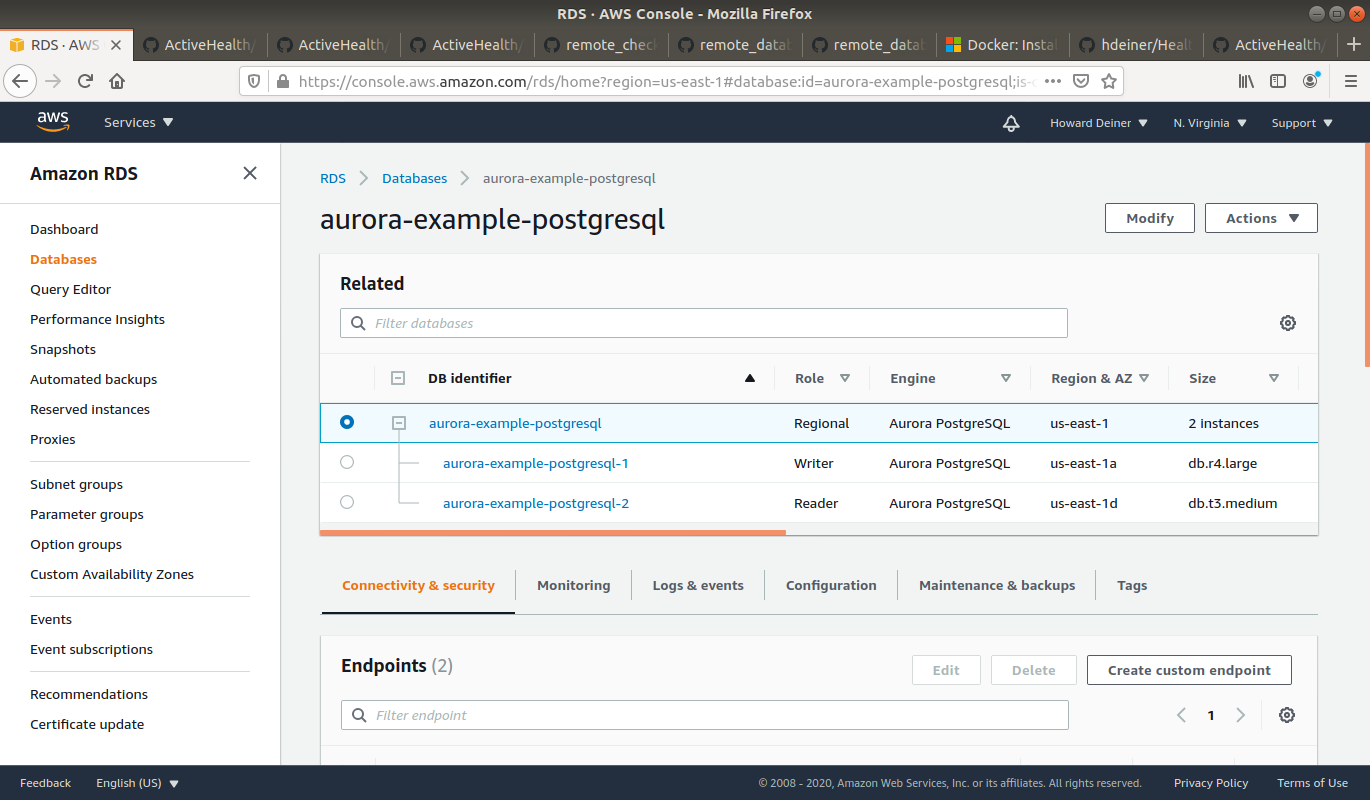 RDS · AWS Console - Mozilla Firefox
RDS · AWS
ActiveHealth/
ActiveHealth/
ActiveHealth/
remote_chec
remote_data
remote_data
Docker: Insta
hdeiner/Heal
ActiveHealth/
https://console.aws.amazon.com/rds/home?region=us-east-1#database:id=aurora-example-postgresql;is-c
aws
Services
Howard Deiner
N. Virginia
Support
Amazon RDS
Dashboard
Databases
Query Editor
Performance Insights
Snapshots
Automated backups
Reserved instances
Proxies
Subnet groups
Parameter groups
Option groups
Custom Availability Zones
Events
Event subscriptions
Recommendations
Certificate update
RDS
Databases
aurora-example-postgresql
aurora-example-postgresql
Modify
Actions
Related
Filter databases
DB identifier Role Engine Region & AZ Size
aurora-example-postgresql Regional Aurora PostgreSQL us-east-1 2 instances
aurora-example-postgresql-1 Writer Aurora PostgreSQL us-east-1a db.r4.large
aurora-example-postgresql-2 Reader Aurora PostgreSQL us-east-1d db.t3.medium
Connectivity & security
Monitoring
Logs & events
Configuration
Maintenance & backups
Tags
Endpoints (2)
Edit
Delete
Create custom endpoint
Filter endpoint
1
Feedback
English (US)
© 2008 - 2020, Amazon Web Services, Inc. or its affiliates. All rights reserved.
Privacy Policy
Terms of Use